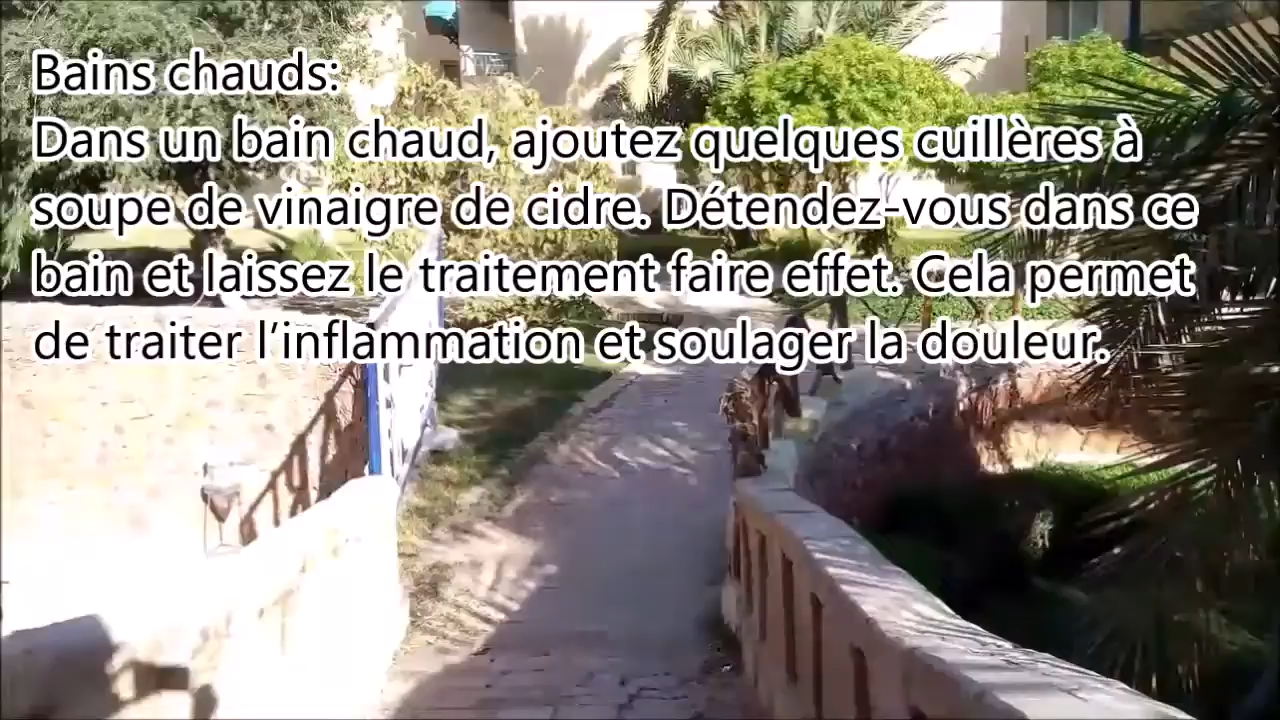 Bains chauds:
Dans un bain chaud, ajoutez quelques cuillères à
soupe de vinaigre de cidre. Détendez-vous dans ce
bain et laissez le traitement faire effet. Cela permet
de traiter l’inflammation et soulager la douleur.